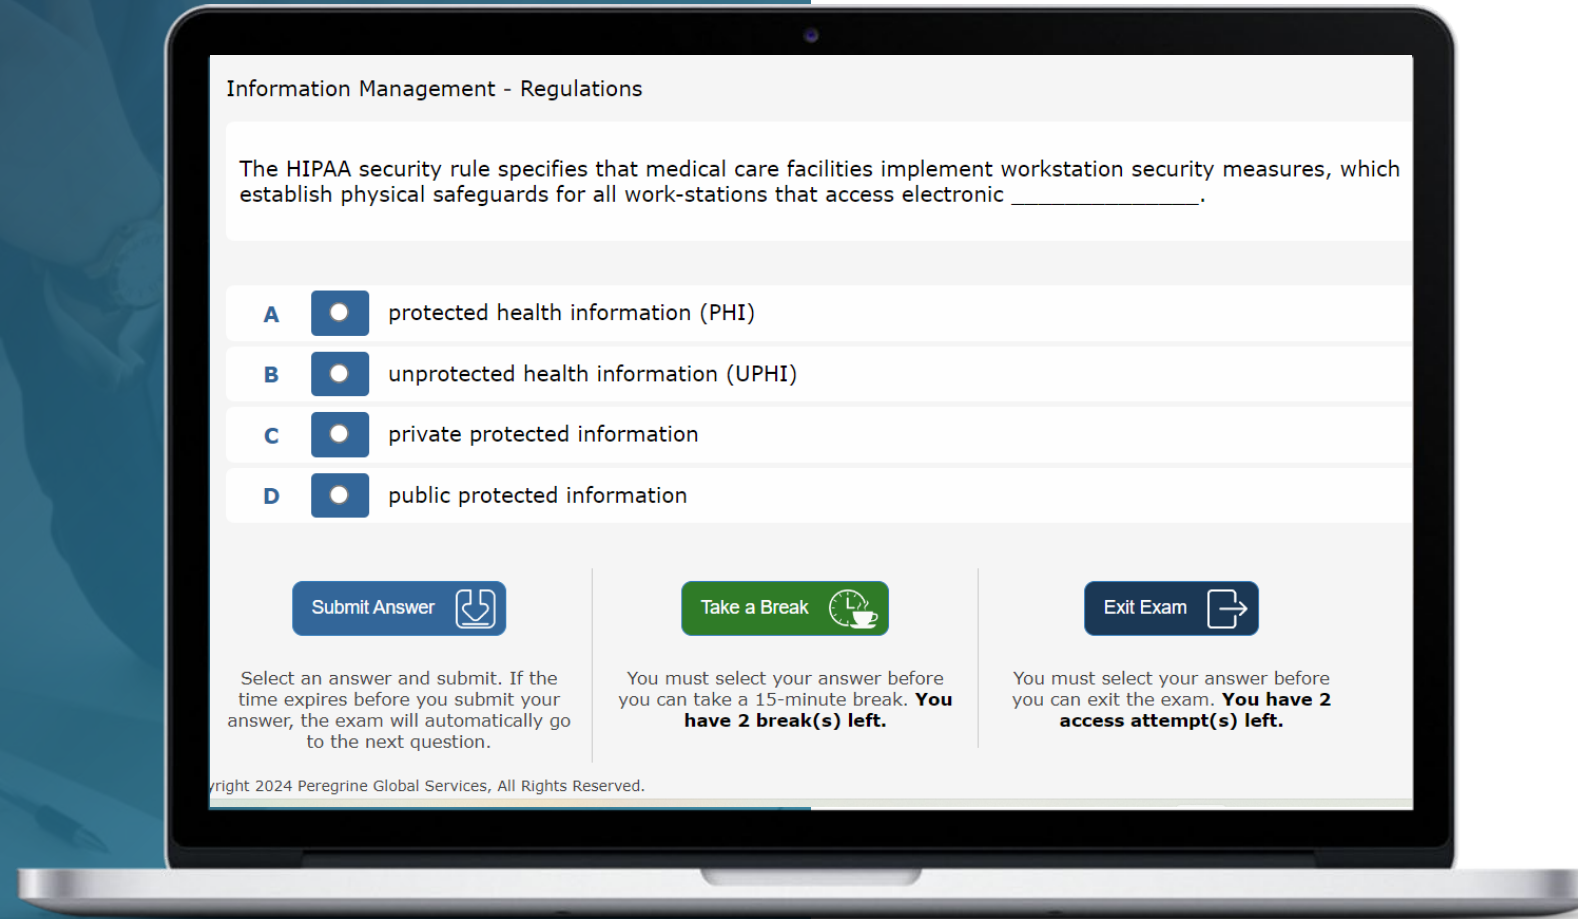 Information Management - Regulations
The HIPAA security rule specifies that medical care facilities implement workstation security measures, which
establish physical safeguards for all work-stations that access electronic ______________.
A protected health information (PHI)
B unprotected health information (UPHI)
C private protected information
D public protected information
Submit Answer
Select an answer and submit. If the
time expires before you submit your
answer, the exam will automatically go
to the next question.
Take a Break
You must select your answer before
you can take a 15-minute break. You
have 2 break(s) left.
Exit Exam
You must select your answer before
you can exit the exam. You have 2
access attempt(s) left.
yright 2024 Peregrine Global Services, All Rights Reserved.